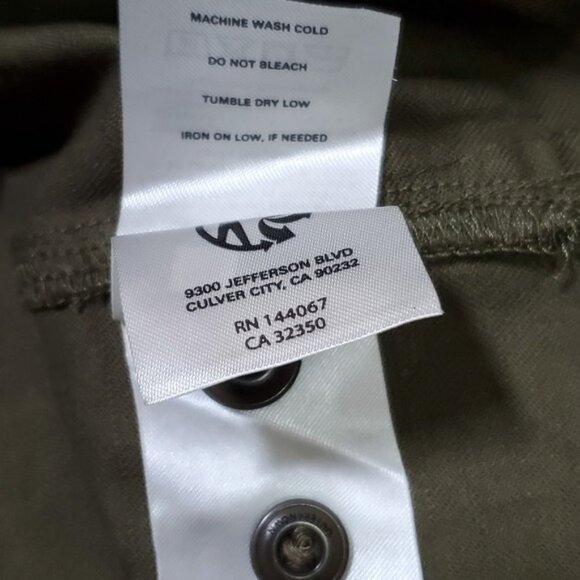 MACHINE WASH COLD
DO NOT BLEACH
TUMBLE DRY LOW
IRON ON LOW, IF NEEDED
9300 JEFFERSON BLVD
CULVER CITY, CA 90232
RN 144067
CA 32350